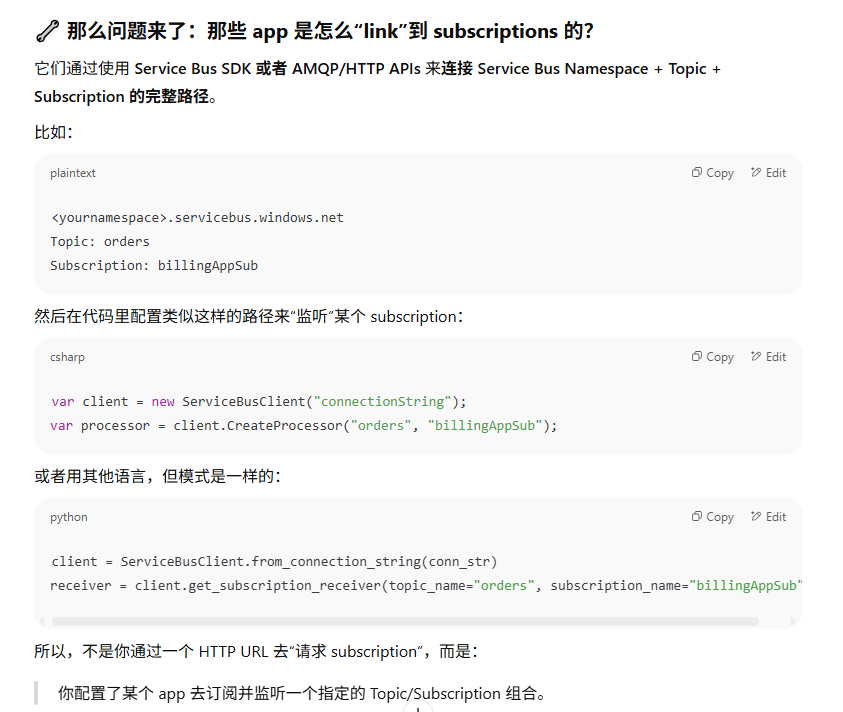 🔗 那么问题来了：那些 app 是怎么“link”到 subscriptions 的？
它们通过使用 Service Bus SDK 或者 AMQP/HTTP APIs 来连接 Service Bus Namespace + Topic +
Subscription 的完整路径。
比如：
plaintext Copy Edit
<yournamespace>.servicebus.windows.net
Topic: orders
Subscription: billingAppSub
然后在代码里配置类似这样的路径来“监听”某个 subscription：
csharp Copy Edit
var client = new ServiceBusClient("connectionString");
var processor = client.CreateProcessor("orders", "billingAppSub");
或者用其他语言，但模式是一样的：
python Copy Edit
client = ServiceBusClient.from_connection_string(conn_str)
receiver = client.get_subscription_receiver(topic_name="orders", subscription_name="billingAppSub"
所以，不是你通过一个 HTTP URL 去“请求 subscription”，而是：
你配置了某个 app 去订阅并监听一个指定的 Topic/Subscription 组合。